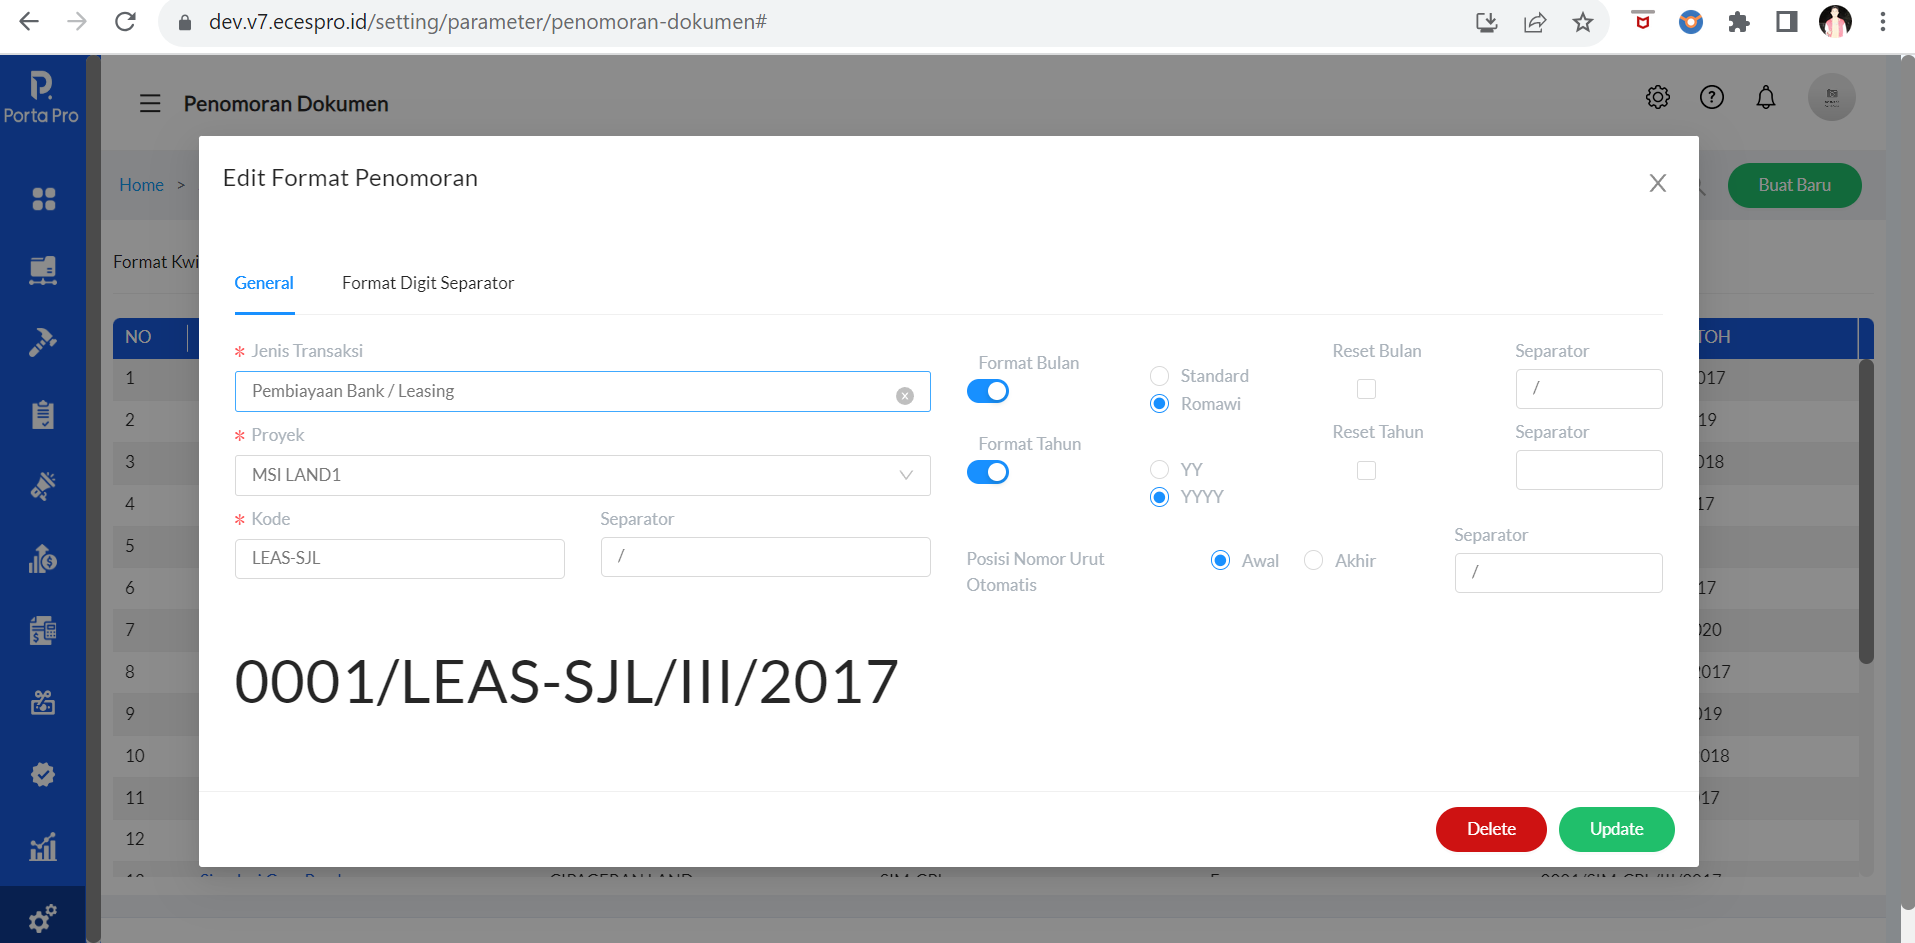 dev.v7.ecespro.id/setting/parameter/penomoran-dokumen#
Porta Pro
Penomoran Dokumen
Home >
Buat Baru
Edit Format Penomoran
Format Kwi
General
Format Digit Separator
NO
TOH
* Jenis Transaksi
Pembiayaan Bank / Leasing
* Proyek
MSI LAND1
* Kode
LEAS-SJL
Separator
/
Format Bulan
Standard
Romawi
Reset Bulan
Separator
/
Format Tahun
YY
YYYY
Reset Tahun
Separator
Posisi Nomor Urut
Otomatis
Awal
Akhir
Separator
/
0001/LEAS-SJL/III/2017
Delete
Update
1
017
2
19
3
018
4
17
5
6
17
7
020
8
2017
9
019
10
018
11
17
12